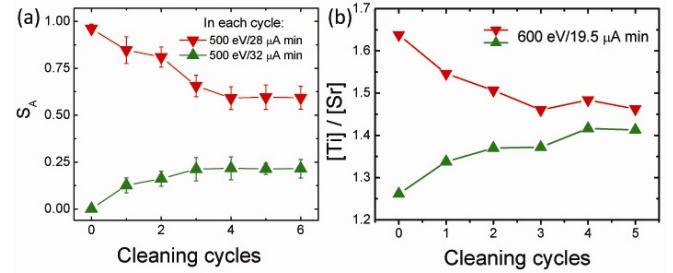 (a)
In each cycle:
500 eV/28 μA min
500 eV/32 μA min
1.00
0.75
0.50
0.25
0.00
S_A
0 1 2 3 4 5 6
Cleaning cycles
(b)
600 eV/19.5 μA min
1.7
1.6
1.5
1.4
1.3
1.2
[Ti] / [Sr]
0 1 2 3 4 5
Cleaning cycles